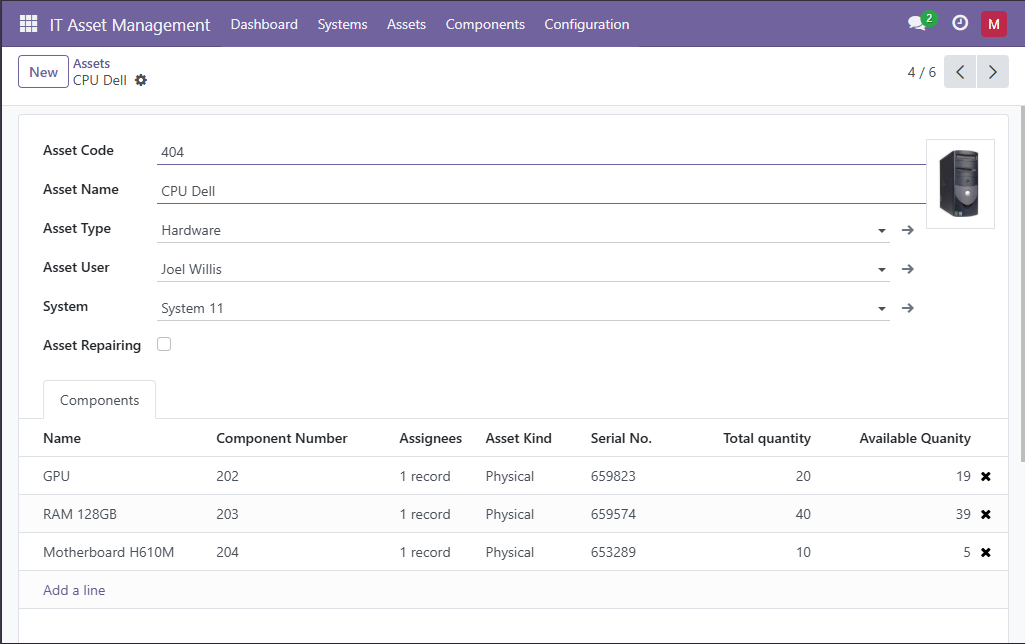 IT Asset Management Dashboard Systems Assets Components Configuration 2 M
New Assets
CPU Dell
4 / 6
Asset Code 404
Asset Name CPU Dell
Asset Type Hardware
Asset User Joel Willis
System System 11
Asset Repairing
Components
Name Component Number Assignees Asset Kind Serial No. Total quantity Available Quanity
GPU 202 1 record Physical 659823 20 19
RAM 128GB 203 1 record Physical 659574 40 39
Motherboard H610M 204 1 record Physical 653289 10 5
Add a line